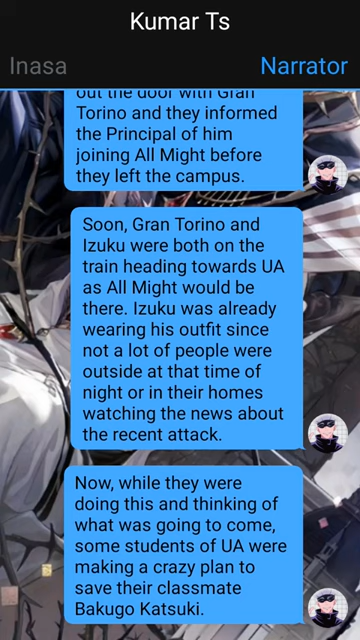 Kumar Ts
Inasa
Narrator
out the door with Gran
Torino and they informed
the Principal of him
joining All Might before
they left the campus.
Soon, Gran Torino and
Izuku were both on the
train heading towards UA
as All Might would be
there. Izuku was already
wearing his outfit since
not a lot of people were
outside at that time of
night or in their homes
watching the news about
the recent attack.
Now, while they were
doing this and thinking of
what was going to come,
some students of UA were
making a crazy plan to
save their classmate
Bakugo Katsuki.